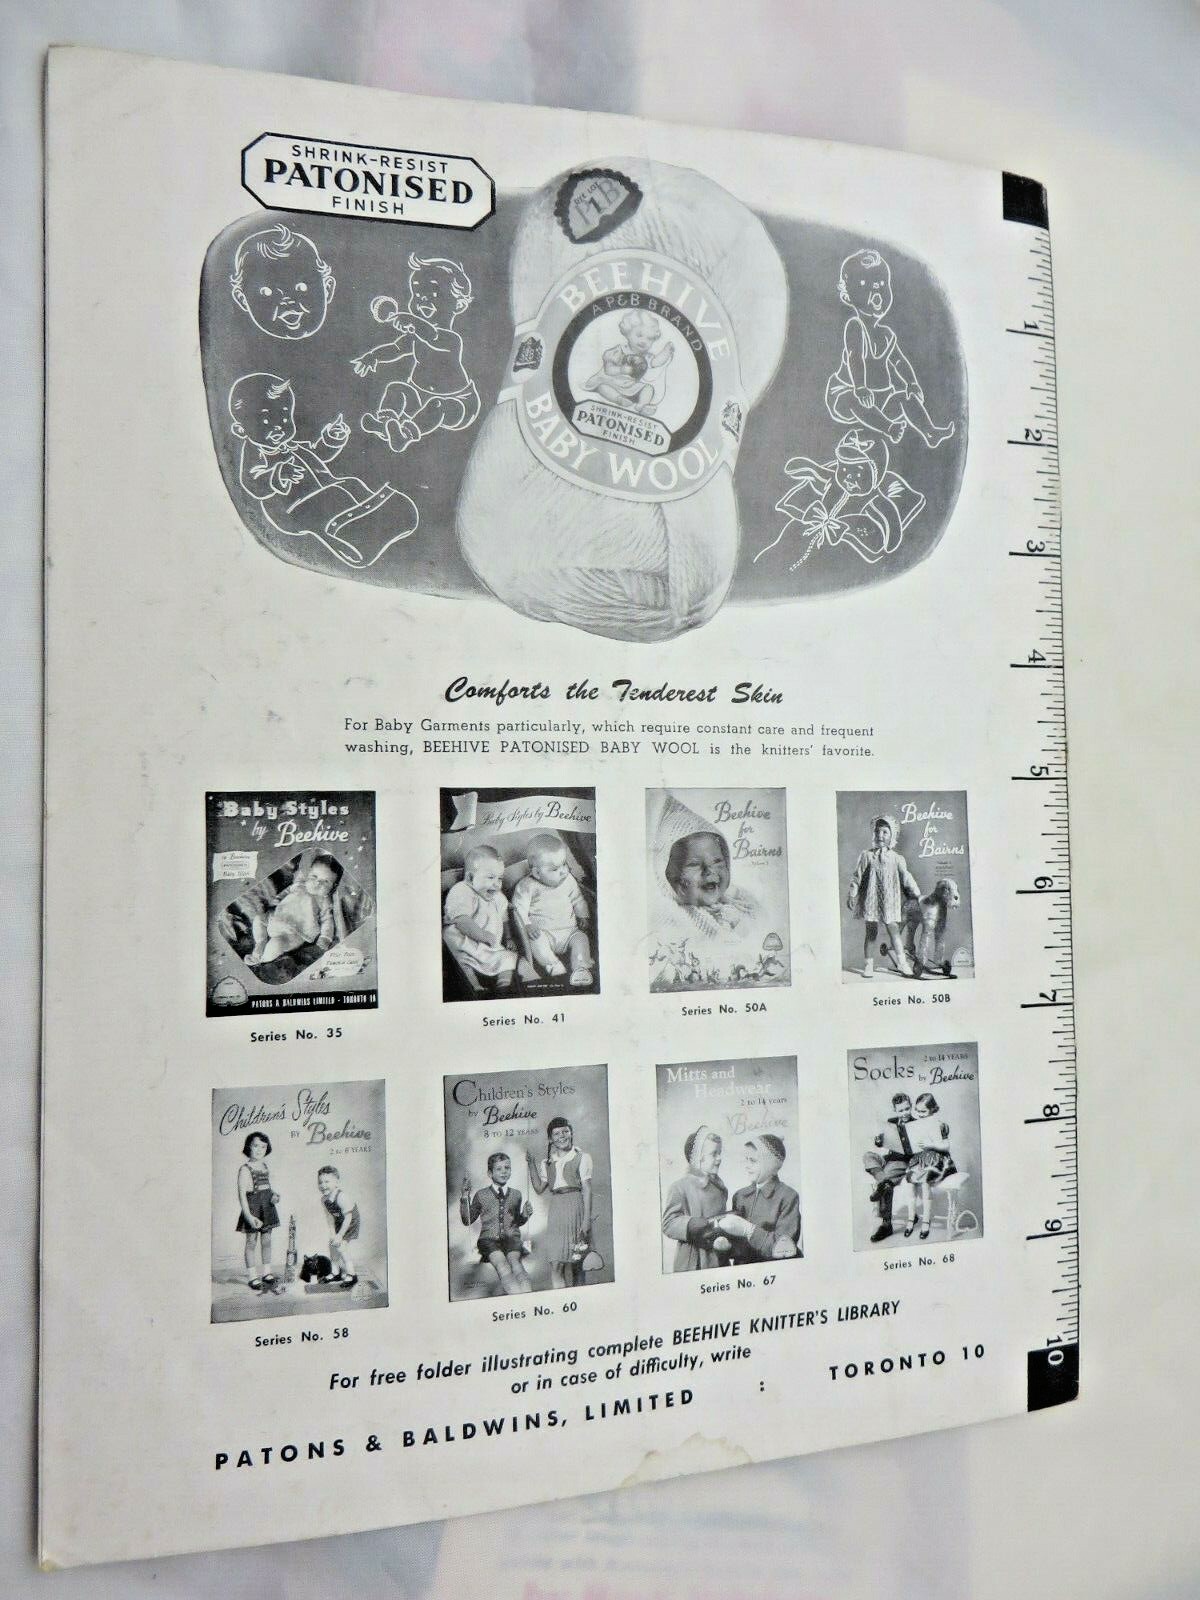 SHRINK-RESIST
PATONISED
FINISH
DYE LOT
1
BEEHIVE
A P&B BRAND
SHRINK-RESIST
PATONISED
FINISH
BABY WOOL
Comforts the Tenderest Skin
For Baby Garments particularly, which require constant care and frequent
washing, BEEHIVE PATONISED BABY WOOL is the knitters' favorite.
Baby Styles
by Beehive
PATONS & BALDWINS LIMITED - TORONTO 10
Series No. 35
Baby Styles by Beehive
Series No. 41
Beehive
for
Bairns
Series No. 50A
Beehive
for
Bairns
Series No. 50B
Children's Styles
BY Beehive
2 to 8 YEARS
Series No. 58
Children's Styles
by Beehive
8 TO 12 YEARS
Series No. 60
Mitts and
Headwear
2 to 14 years
Beehive
Series No. 67
2 to 14 YEARS
Socks by Beehive
Series No. 68
For free folder illustrating complete BEEHIVE KNITTER'S LIBRARY
or in case of difficulty, write
PATONS & BALDWINS, LIMITED : TORONTO 10
1
2
3
4
5
6
7
8
9
10